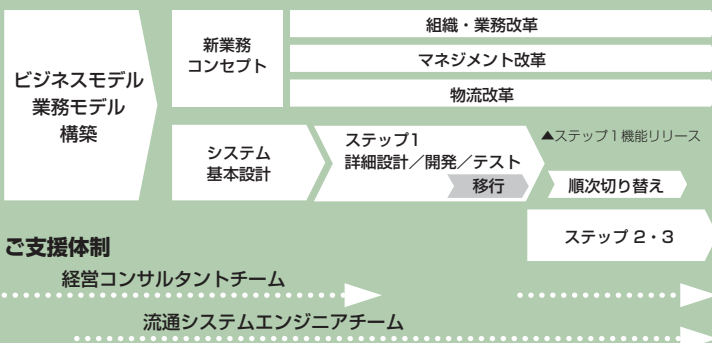 ビジネスモデル
業務モデル
構築
新業務
コンセプト
組織・業務改革
マネジメント改革
物流改革
システム
基本設計
ステップ1
詳細設計／開発／テスト
移行
▲ステップ1機能リリース
順次切り替え
ステップ 2・3
ご支援体制
経営コンサルタントチーム
流通システムエンジニアチーム